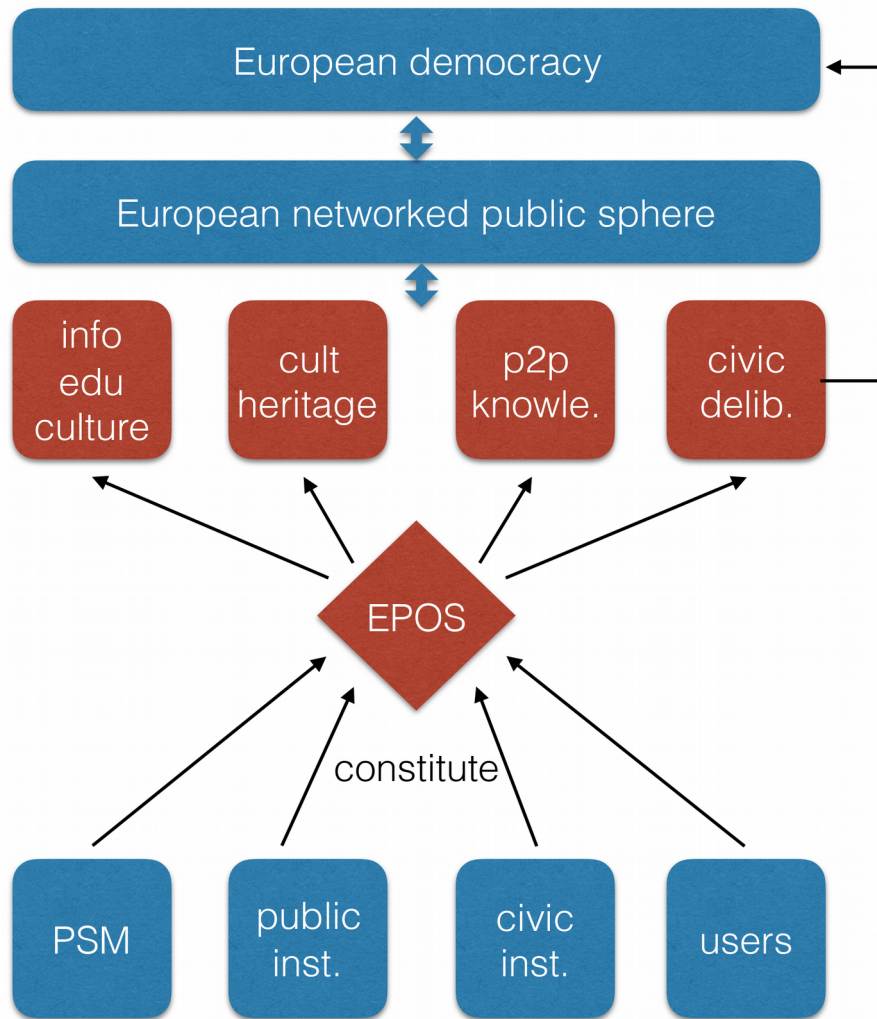 European democracy
European networked public sphere
info
edu
culture
cult
heritage
p2p
knowle.
civic
delib.
EPOS
constitute
PSM
public
inst.
civic
inst.
users